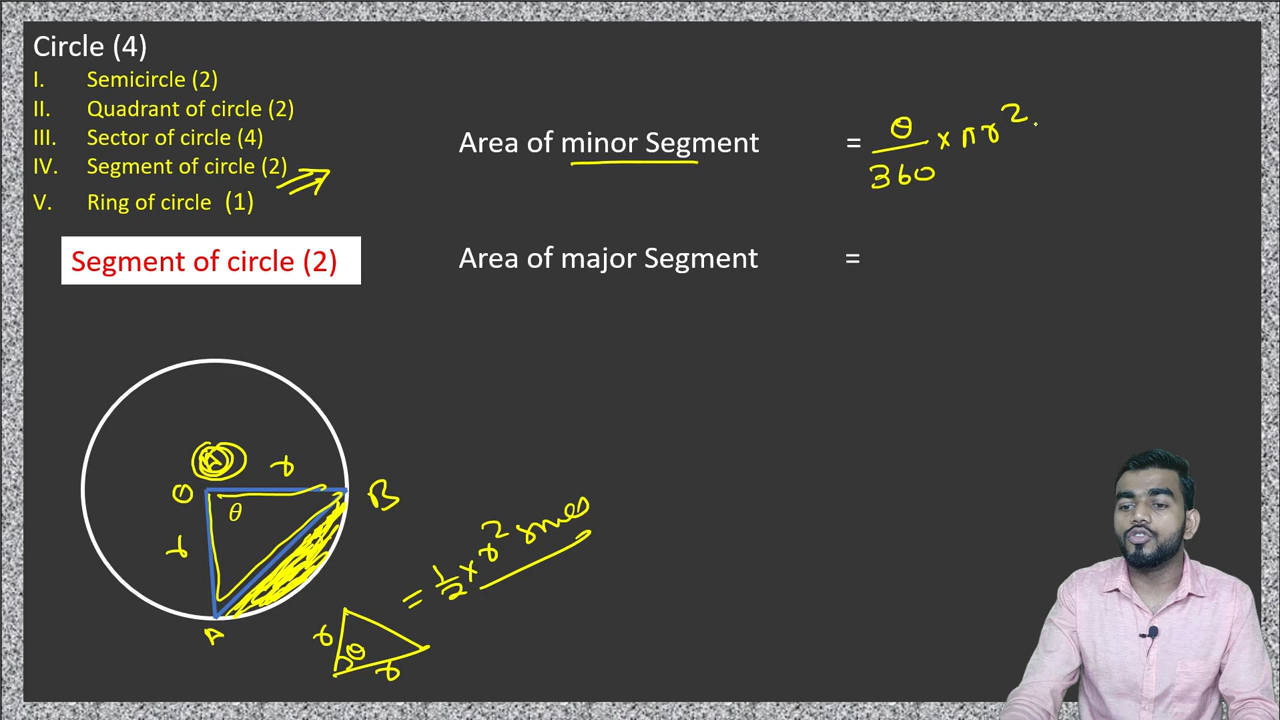 Circle (4)
I. Semicircle (2)
II. Quadrant of circle (2)
III. Sector of circle (4)
IV. Segment of circle (2)
V. Ring of circle (1)
Area of minor Segment = θ/360 × πr²
Segment of circle (2)
Area of major Segment =
r
O
B
θ
r
= 1/2 × r² sinθ
A
r
θ
r